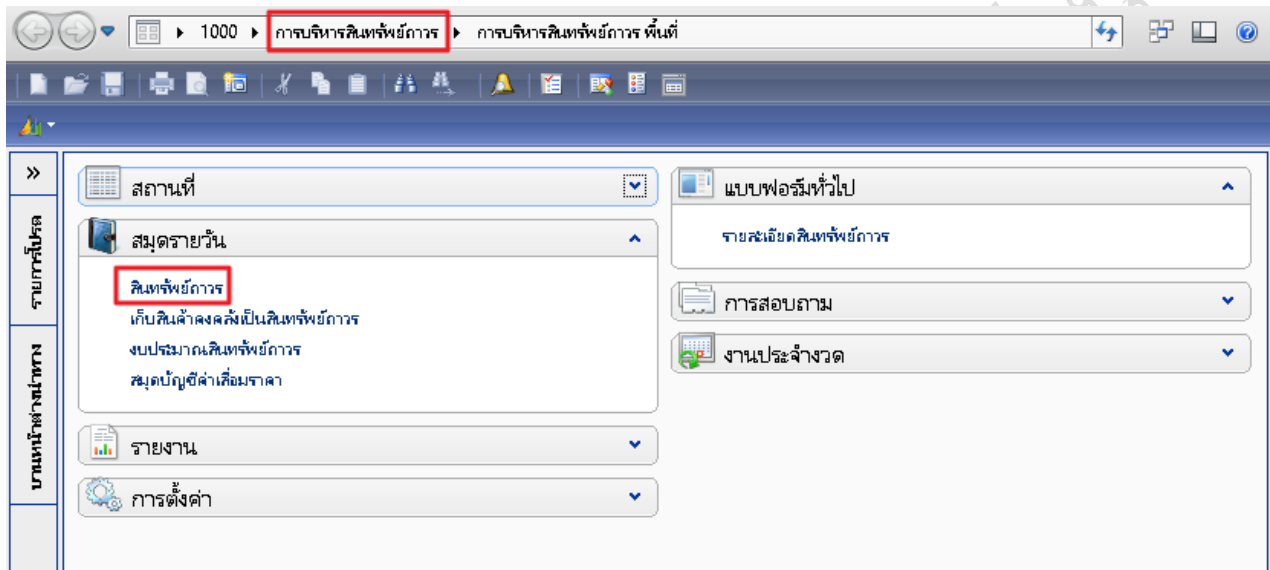 1000 การบริหารสินทรัพย์ถาวร การบริหารสินทรัพย์ถาวร พื้นที่
สถานที่
สมุดรายวัน
สินทรัพย์ถาวร
เก็บสินค้าคงคลังเป็นสินทรัพย์ถาวร
งบประมาณสินทรัพย์ถาวร
สมุดบัญชีค่าเสื่อมราคา
รายงาน
การตั้งค่า
แบบฟอร์มทั่วไป
รายละเอียดสินทรัพย์ถาวร
การสอบถาม
งานประจำงวด
รายการโปรด
บานหน้าต่างนำทาง